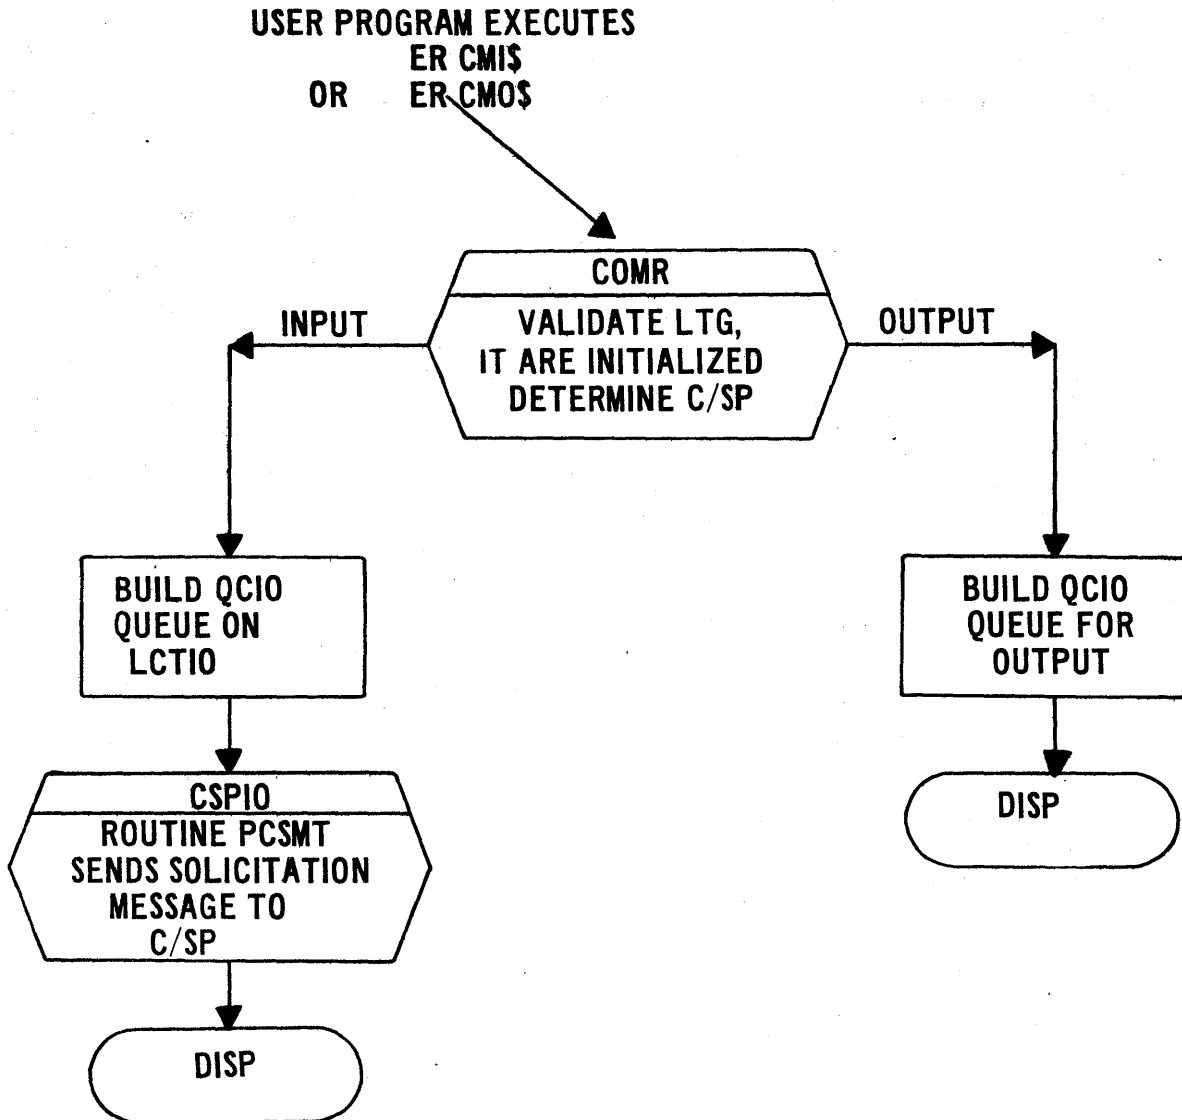 USER PROGRAM EXECUTES
ER CMI$
OR ER CMO$
COMR
VALIDATE LTG,
IT ARE INITIALIZED
DETERMINE C/SP
INPUT
OUTPUT
BUILD QCIO
QUEUE ON
LCTIO
BUILD QCIO
QUEUE FOR
OUTPUT
CSPIO
ROUTINE PCSMT
SENDS SOLICITATION
MESSAGE TO
C/SP
DISP
DISP